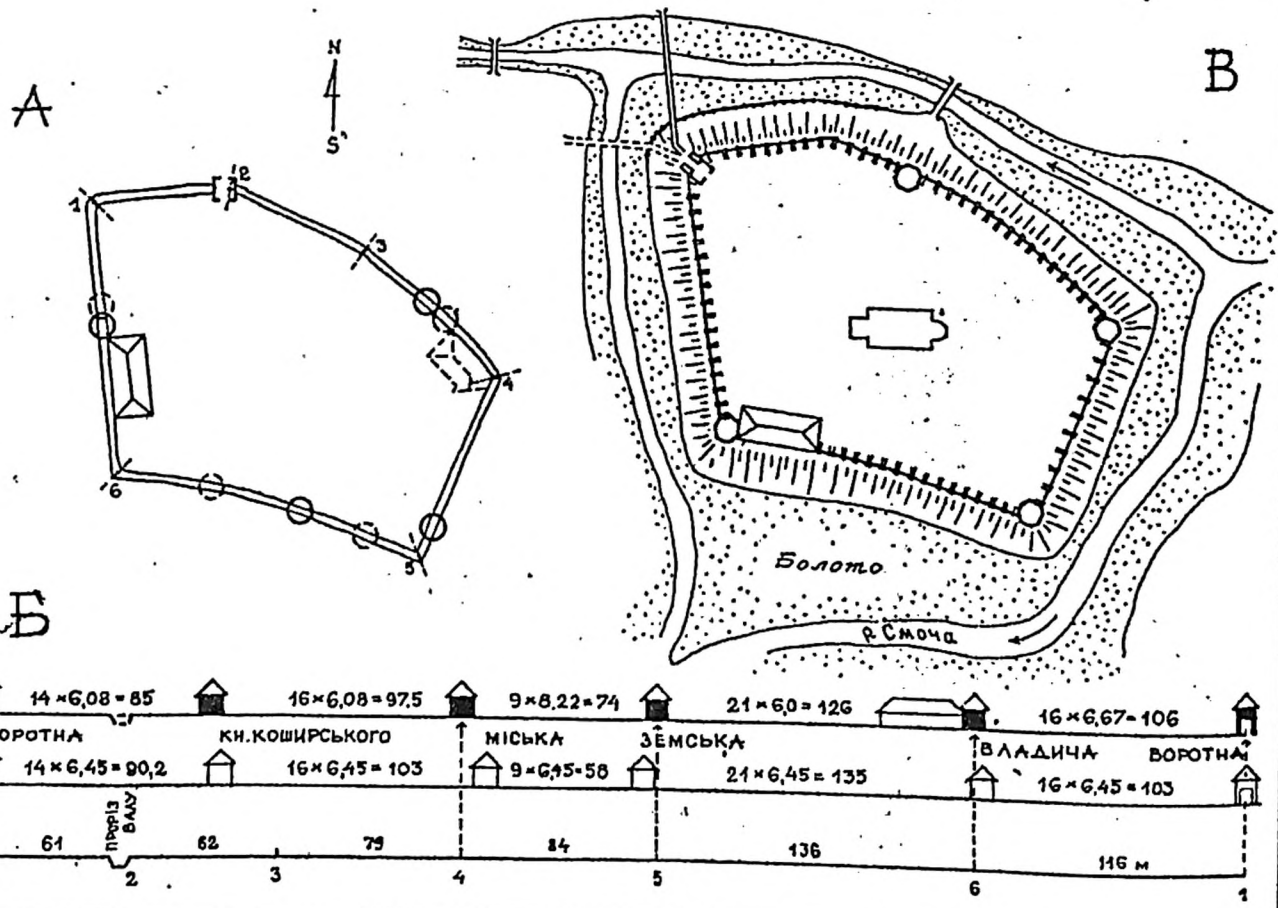 А
N
S
В
1
2
3
4
5
6
Болото
р. Смоча
Б
14×6,08=85 16×6,08=97.5 9×8,22=74 21×6,0=126 16×6,67=106
ОРОТНА КН.КОШИРСЬКОГО МІСЬКА ЗЕМСЬКА ВЛАДИЧА ВОРОТНА
14×6,45=90,2 16×6,45=103 9×6,45=58 21×6,45=135 16×6,45=103
ПРОРІЗ
ВАЛУ
61 62 79 84 136 116 м
2 3 4 5 6 1